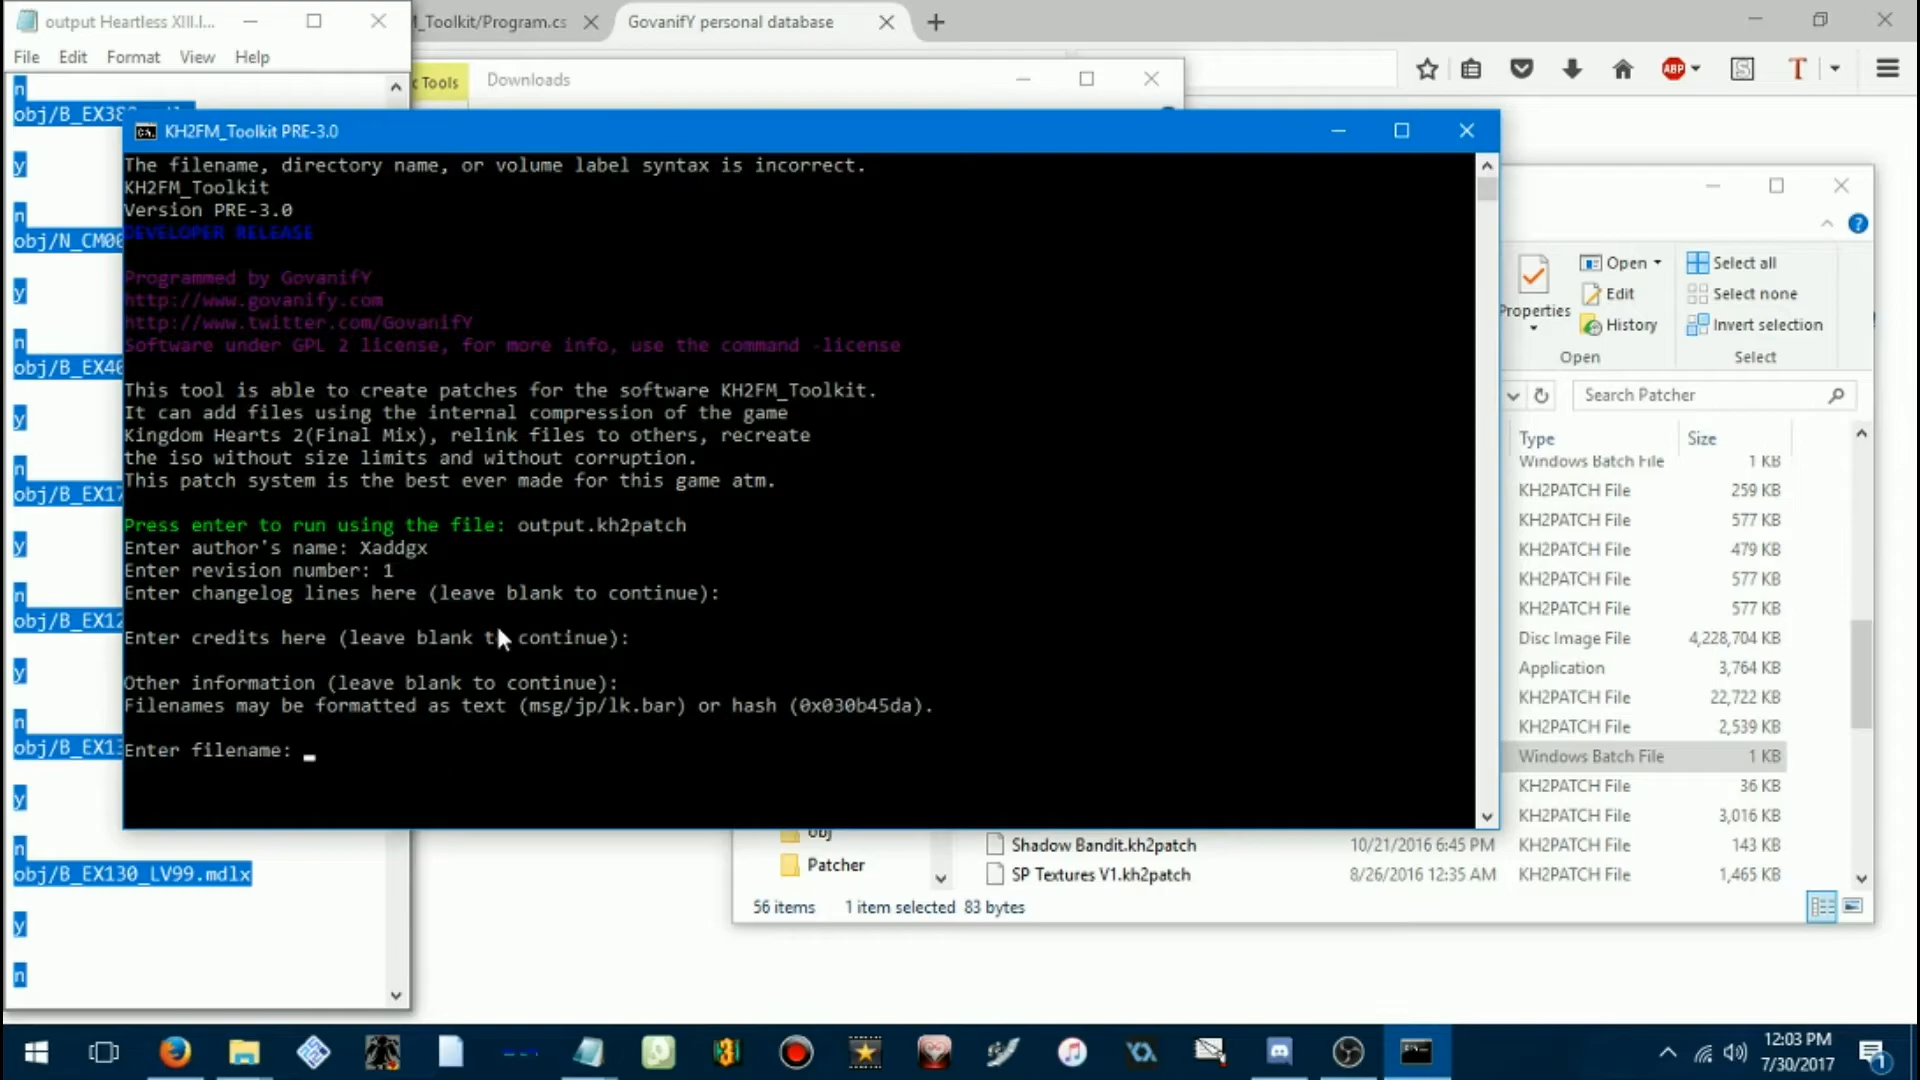 output Heartless XIII.l...
_Toolkit/Program.cs
GovanifY personal database
File Edit Format View Help
c Tools
Downloads
ABP
n
obj/B_EX38
y
n
obj/N_CM00
y
n
obj/B_EX40
y
n
obj/B_EX17
y
n
obj/B_EX12
y
n
obj/B_EX13
y
n
obj/B_EX130_LV99.mdlx
y
n
KH2FM_Toolkit PRE-3.0
The filename, directory name, or volume label syntax is incorrect.
KH2FM_Toolkit
Version PRE-3.0
DEVELOPER RELEASE
Programmed by GovanifY
http://www.govanify.com
http://www.twitter.com/GovanifY
Software under GPL 2 license, for more info, use the command -license
This tool is able to create patches for the software KH2FM_Toolkit.
It can add files using the internal compression of the game
Kingdom Hearts 2(Final Mix), relink files to others, recreate
the iso without size limits and without corruption.
This patch system is the best ever made for this game atm.
Press enter to run using the file: output.kh2patch
Enter author's name: Xaddgx
Enter revision number: 1
Enter changelog lines here (leave blank to continue):
Enter credits here (leave blank to continue):
Other information (leave blank to continue):
Filenames may be formatted as text (msg/jp/lk.bar) or hash (0x030b45da).
Enter filename:
Properties
Open
Edit
History
Open
Select all
Select none
Invert selection
Select
Search Patcher
Type Size
Windows Batch File 1 KB
KH2PATCH File 259 KB
KH2PATCH File 577 KB
KH2PATCH File 479 KB
KH2PATCH File 577 KB
KH2PATCH File 577 KB
Disc Image File 4,228,704 KB
Application 3,764 KB
KH2PATCH File 22,722 KB
KH2PATCH File 2,539 KB
Windows Batch File 1 KB
KH2PATCH File 36 KB
KH2PATCH File 3,016 KB
obj
Shadow Bandit.kh2patch 10/21/2016 6:45 PM KH2PATCH File 143 KB
Patcher
SP Textures V1.kh2patch 8/26/2016 12:35 AM KH2PATCH File 1,465 KB
56 items 1 item selected 83 bytes
12:03 PM
7/30/2017
1